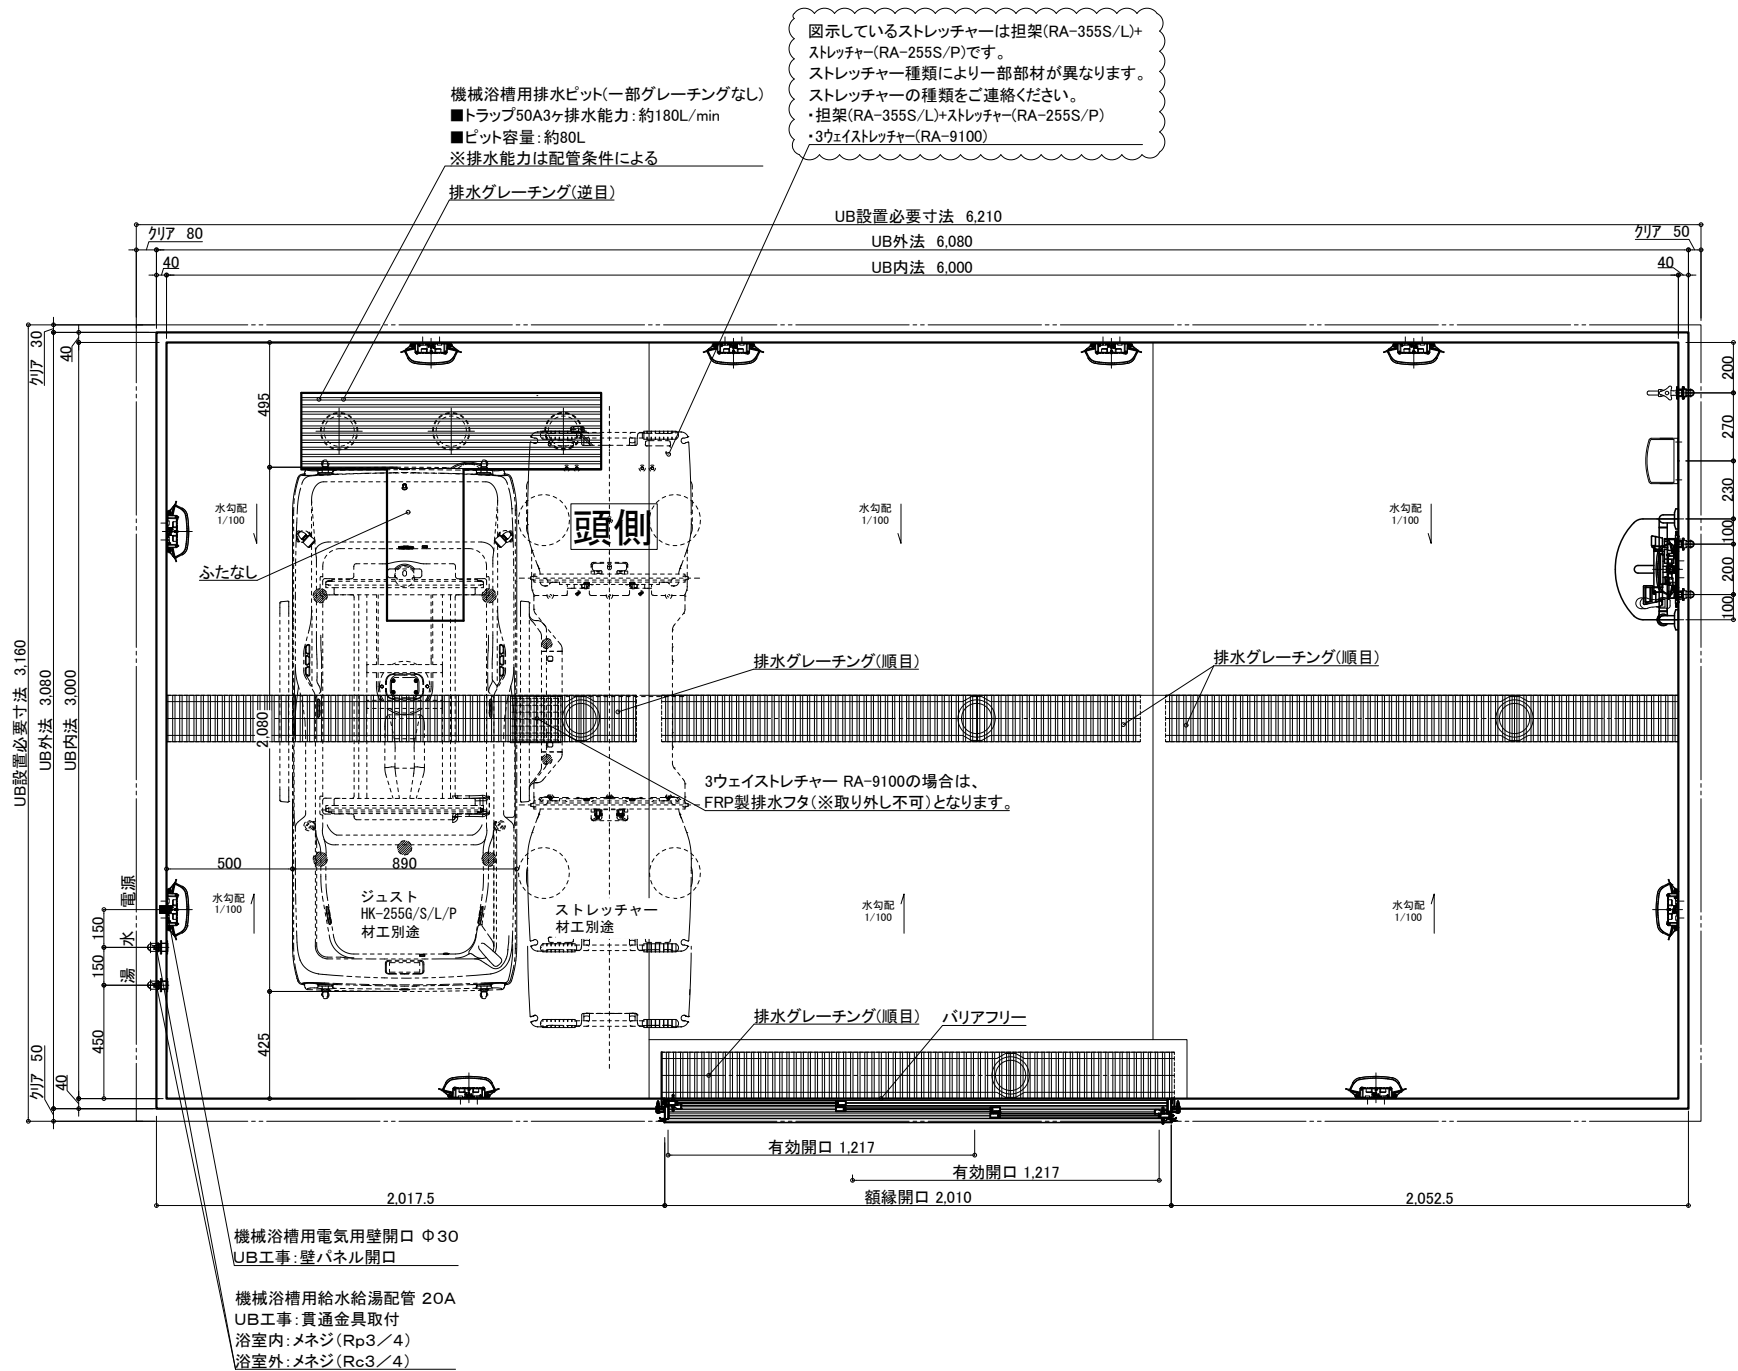 図示しているストレッチャーは担架(RA-355S/L)+
ストレッチャー(RA-255S/P)です。
ストレッチャー種類により一部部材が異なります。
ストレッチャーの種類をご連絡ください。
・担架(RA-355S/L)+ストレッチャー(RA-255S/P)
・3ウェイストレッチャー(RA-9100)
機械浴槽用排水ピット(一部グレーチングなし)
■トラップ50A3ヶ排水能力:約180L/min
■ピット容量:約80L
※排水能力は配管条件による
排水グレーチング(逆目)
UB設置必要寸法 6,210
クリア 80
UB外法 6,080
クリア 50
40
UB内法 6,000
40
クリア 30
40
UB設置必要寸法 3,160
UB外法 3,080
UB内法 3,000
495
200
270
230
100
200
100
水勾配
1/100
頭側
水勾配
1/100
水勾配
1/100
ふたなし
排水グレーチング(順目)
排水グレーチング(順目)
2,080
3ウェイストレチャー RA-9100の場合は、
FRP製排水フタ(※取り外し不可)となります。
500
890
電源
水
湯
150
150
450
水勾配
1/100
ジュスト
HK-255G/S/L/P
材工別途
ストレッチャー
材工別途
水勾配
1/100
水勾配
1/100
425
クリア 50
40
排水グレーチング(順目)
バリアフリー
有効開口 1,217
有効開口 1,217
2,017.5
額縁開口 2,010
2,052.5
機械浴槽用電気用壁開口 Φ30
UB工事:壁パネル開口
機械浴槽用給水給湯配管 20A
UB工事:貫通金具取付
浴室内:メネジ(Rp3/4)
浴室外:メネジ(Rc3/4)